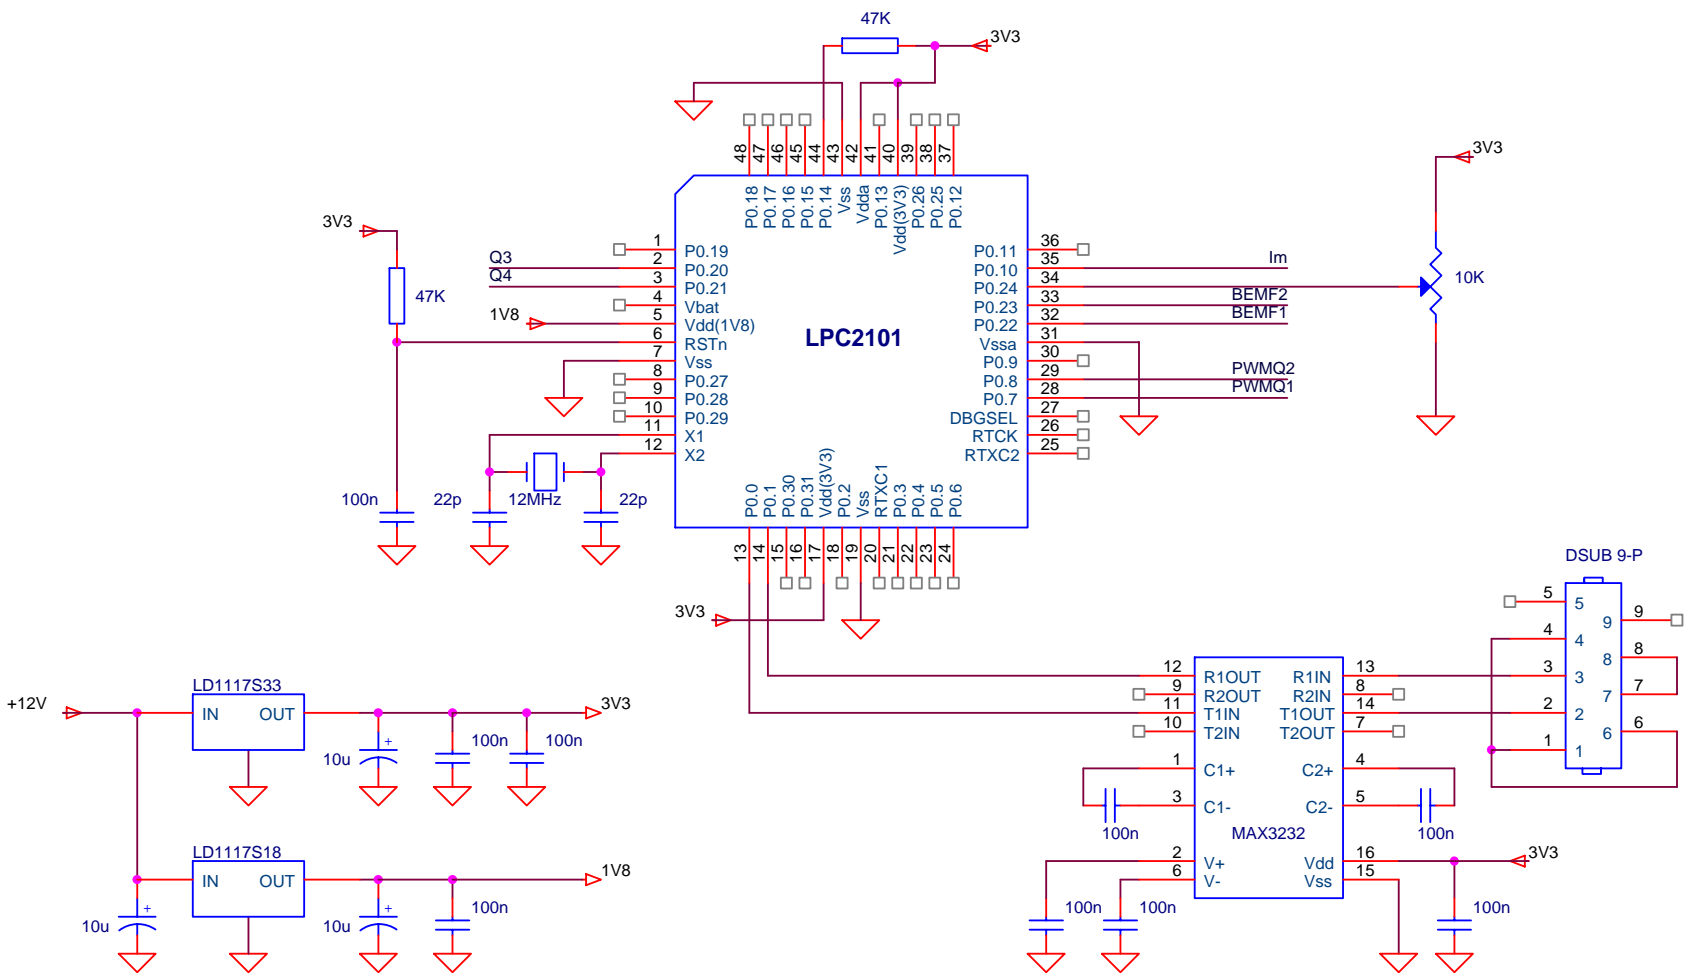 47K
3V3
48 47 46 45 44 43 42 41 40 39 38 37
P0.18 P0.17 P0.16 P0.15 P0.14 Vss Vdda P0.13 Vdd(3V3) P0.26 P0.25 P0.12
3V3
3V3
47K
Q3
Q4
1V8
1 P0.19
2 P0.20
3 P0.21
4 Vbat
5 Vdd(1V8)
6 RSTn
7 Vss
8 P0.27
9 P0.28
10 P0.29
11 X1
12 X2
LPC2101
P0.11 36
P0.10 35 Im
P0.24 34
P0.23 33 BEMF2
P0.22 32 BEMF1
Vssa 31
P0.9 30
P0.8 29 PWMQ2
P0.7 28 PWMQ1
DBGSEL 27
RTCK 26
RTXC2 25
10K
100n
22p
12MHz
22p
P0.0 P0.1 P0.30 P0.31 Vdd(3V3) P0.2 Vss RTXC1 P0.3 P0.4 P0.5 P0.6
13 14 15 16 17 18 19 20 21 22 23 24
3V3
DSUB 9-P
5 5
9 9
4 4
8 8
3 3
7 7
2 2
6 6
1 1
12 R1OUT R1IN 13
9 R2OUT R2IN 8
11 T1IN T1OUT 14
10 T2IN T2OUT 7
1 C1+ C2+ 4
3 C1- C2- 5
100n MAX3232 100n
2 V+ Vdd 16 3V3
6 V- Vss 15
100n 100n 100n
+12V
LD1117S33
IN OUT
3V3
+
10u
100n
100n
LD1117S18
IN OUT
1V8
+
10u
+
10u
100n